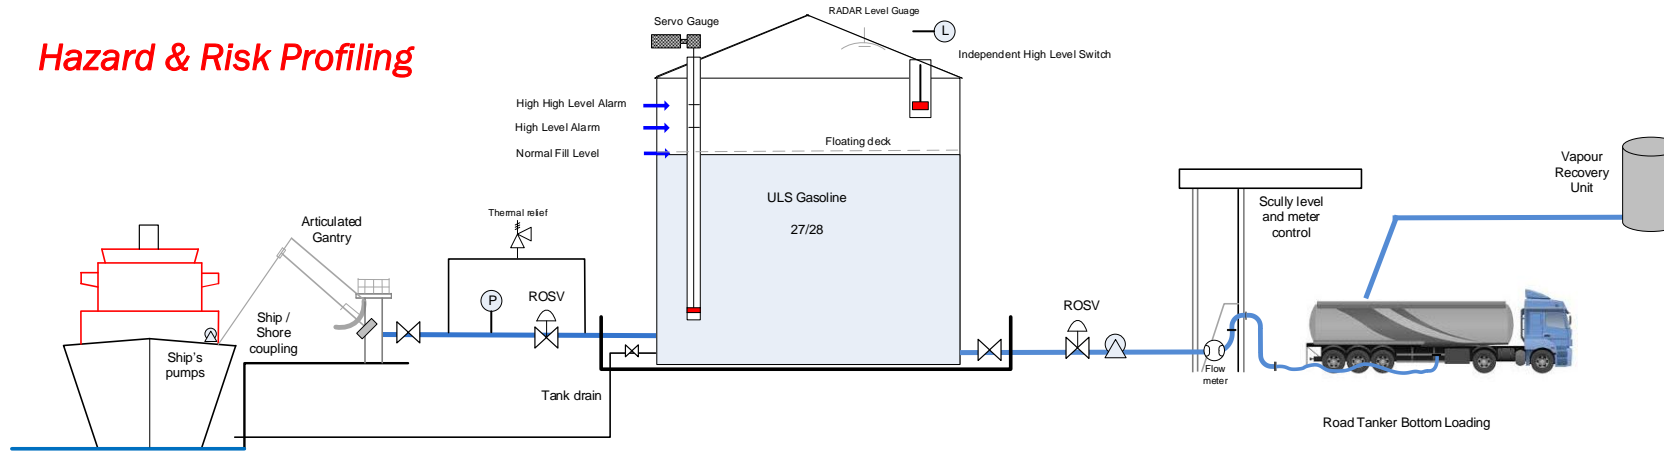 Hazard & Risk Profiling
Servo Gauge
RADAR Level Guage
L
Independent High Level Switch
High High Level Alarm
High Level Alarm
Normal Fill Level
Floating deck
ULS Gasoline
27/28
Thermal relief
P
ROSV
Articulated
Gantry
Ship /
Shore
coupling
Ship's
pumps
Tank drain
ROSV
Flow
meter
Scully level
and meter
control
Vapour
Recovery
Unit
Road Tanker Bottom Loading